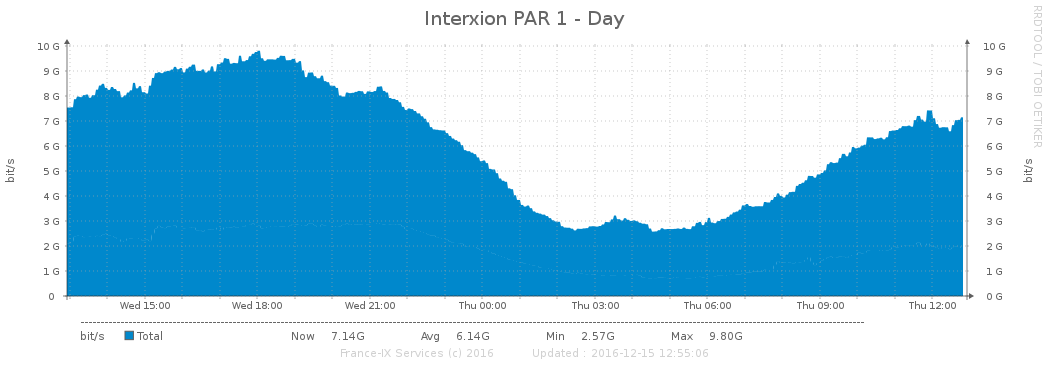 Interxion PAR 1 - Day
RRDTOOL / TOBI OETIKER
10 G 10 G
9 G 9 G
8 G 8 G
7 G 7 G
6 G 6 G
bit/s bit/s
5 G 5 G
4 G 4 G
3 G 3 G
2 G 2 G
1 G 1 G
0 0 G
Wed 15:00 Wed 18:00 Wed 21:00 Thu 00:00 Thu 03:00 Thu 06:00 Thu 09:00 Thu 12:00
bit/s Total Now 7.14G Avg 6.14G Min 2.57G Max 9.80G
France-IX Services (c) 2016 Updated : 2016-12-15 12:55:06